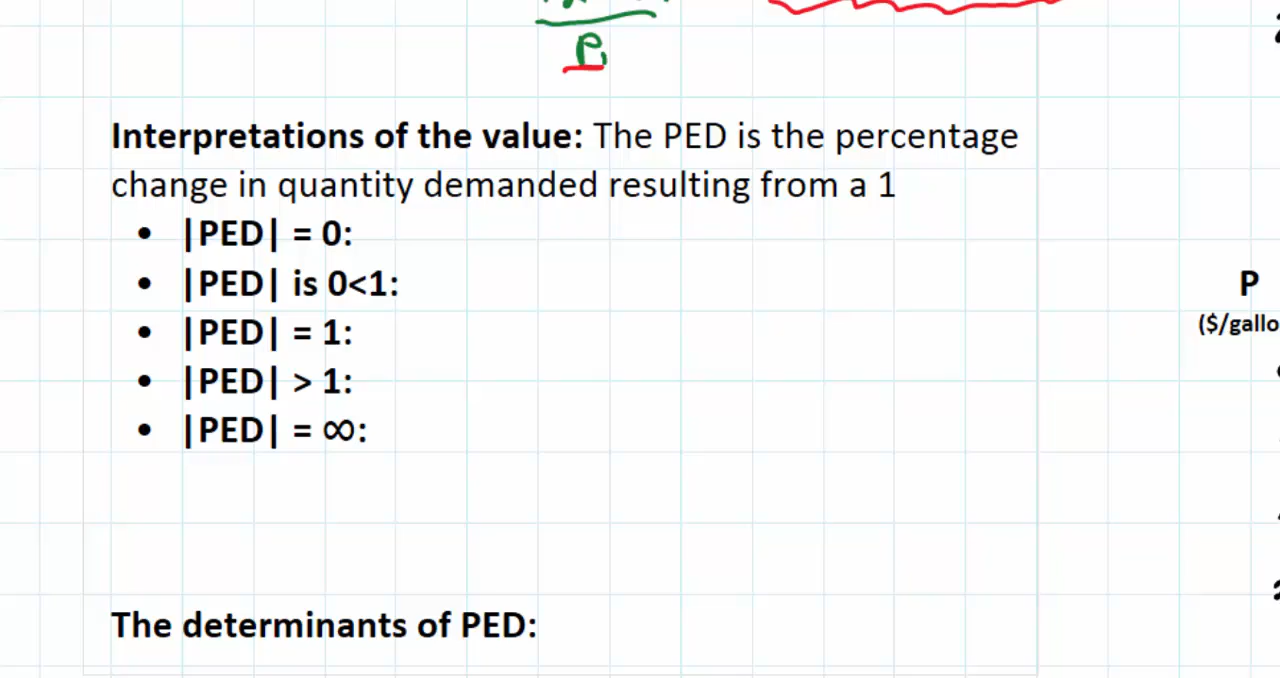 P₁
Interpretations of the value: The PED is the percentage
change in quantity demanded resulting from a 1
• |PED| = 0:
• |PED| is 0<1:
P
• |PED| = 1:
($/gallo
• |PED| > 1:
• |PED| = ∞:
The determinants of PED: